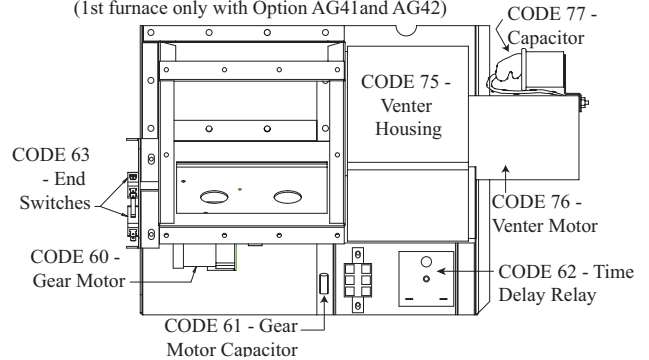 (1st furnace only with Option AG41and AG42)
CODE 77 -
Capacitor
CODE 75 -
Venter
Housing
CODE 63
- End
Switches
CODE 76 -
Venter Motor
CODE 60 -
Gear Motor
CODE 62 - Time
Delay Relay
CODE 61 - Gear
Motor Capacitor